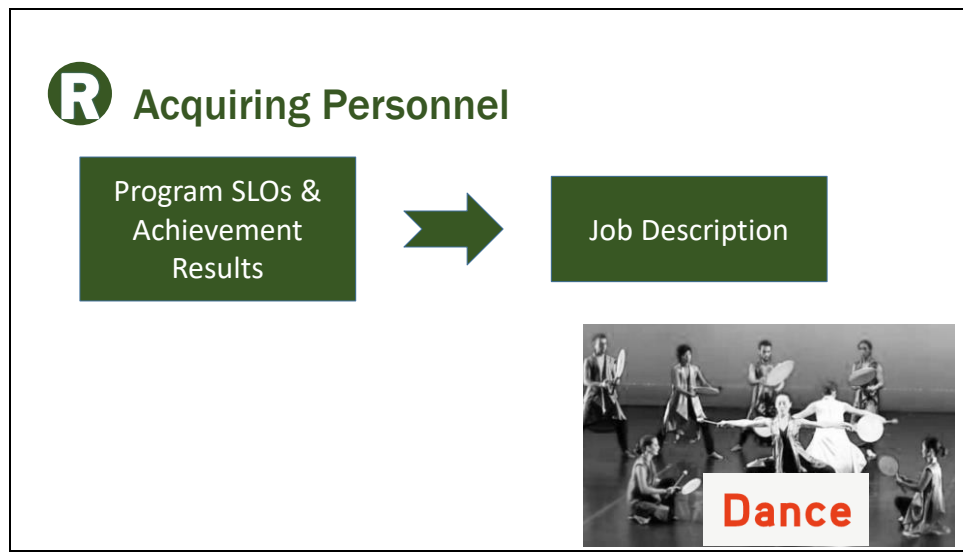 R Acquiring Personnel
Program SLOs &
Achievement
Results
Job Description
Dance